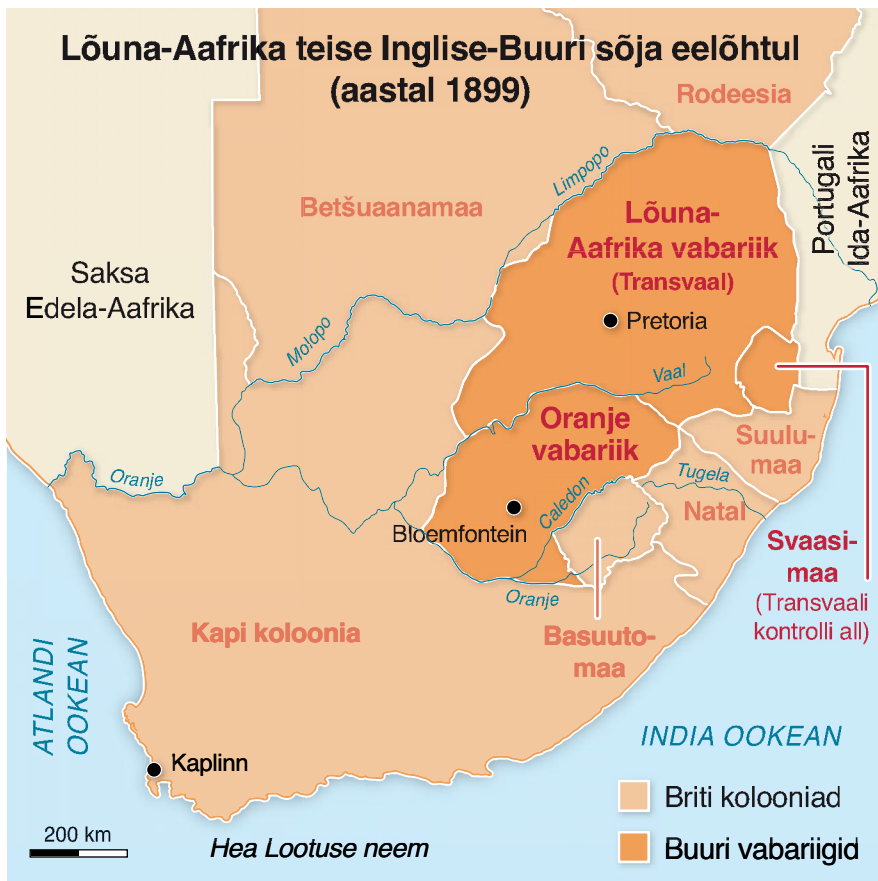 Lõuna-Aafrika teise Inglise-Buuri sõja eelõhtul
(aastal 1899)
Rodeesia
Portugali
Ida-Aafrika
Limpopo
Betšuaanamaa
Lõuna-
Aafrika vabariik
(Transvaal)
Saksa
Edela-Aafrika
Pretoria
Molopo
Vaal
Oranje
vabariik
Suulu-
maa
Oranje
Tugela
Caledon
Natal
Bloemfontein
Svaasi-
maa
(Transvaali
kontrolli all)
Oranje
Kapi koloonia
Basuuto-
maa
ATLANDI
OOKEAN
INDIA OOKEAN
Kaplinn
Briti kolooniad
200 km
Hea Lootuse neem
Buuri vabariigid